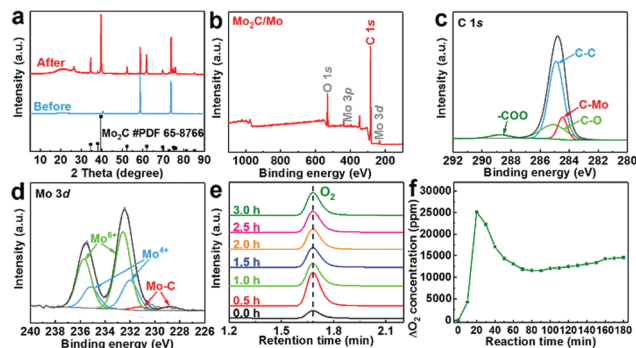 a
After
Before
Mo₂C #PDF 65-8766
Intensity (a.u.)
10 20 30 40 50 60 70 80 90
2 Theta (degree)
b
Mo₂C/Mo
C 1s
O 1s
Mo 3p
Mo 3d
Intensity (a.u.)
1000 800 600 400 200 0
Binding energy (eV)
c
C 1s
C-C
-COO
C-Mo
C-O
Intensity (a.u.)
292 290 288 286 284 282 280
Binding energy (eV)
d
Mo 3d
Mo⁶⁺
Mo⁴⁺
Mo-C
Intensity (a.u.)
240 238 236 234 232 230 228 226
Binding energy (eV)
e
O₂
3.0 h
2.5 h
2.0 h
1.5 h
1.0 h
0.5 h
0.0 h
Intensity (a.u.)
1.2 1.5 1.8 2.1
Retention time (min)
f
ΔO₂ concentration (ppm)
30000
25000
20000
15000
10000
5000
0
0 20 40 60 80 100 120 140 160 180
Reaction time (min)